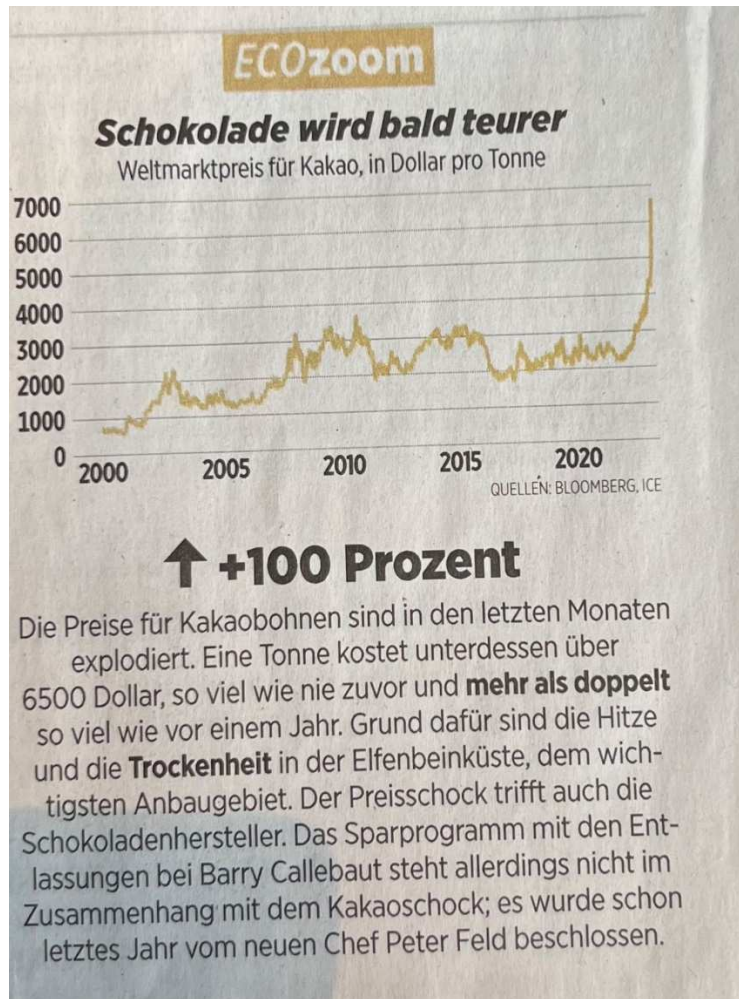 ECOzoom
Schokolade wird bald teurer
Weltmarktpreis für Kakao, in Dollar pro Tonne
7000
6000
5000
4000
3000
2000
1000
0
2000 2005 2010 2015 2020
QUELLEN: BLOOMBERG, ICE
+100 Prozent
Die Preise für Kakaobohnen sind in den letzten Monaten
explodiert. Eine Tonne kostet unterdessen über
6500 Dollar, so viel wie nie zuvor und mehr als doppelt
so viel wie vor einem Jahr. Grund dafür sind die Hitze
und die Trockenheit in der Elfenbeinküste, dem wich-
tigsten Anbaugebiet. Der Preisschock trifft auch die
Schokoladenhersteller. Das Sparprogramm mit den Ent-
lassungen bei Barry Callebaut steht allerdings nicht im
Zusammenhang mit dem Kakaoschock; es wurde schon
letztes Jahr vom neuen Chef Peter Feld beschlossen.